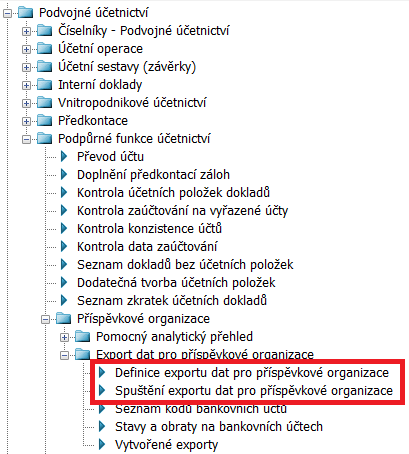 Podvojné účetnictví
Číselníky - Podvojné účetnictví
Účetní operace
Účetní sestavy (závěrky)
Interní doklady
Vnitropodnikové účetnictví
Předkontace
Podpůrné funkce účetnictví
Převod účtu
Doplnění předkontací záloh
Kontrola účetních položek dokladů
Kontrola zaúčtování na vyřazené účty
Kontrola konzistence účtů
Kontrola data zaúčtování
Seznam dokladů bez účetních položek
Dodatečná tvorba účetních položek
Seznam zkratek účetních dokladů
Příspěvkové organizace
Pomocný analytický přehled
Export dat pro příspěvkové organizace
Definice exportu dat pro příspěvkové organizace
Spuštění exportu dat pro příspěvkové organizace
Seznam kódů bankovních účtů
Stavy a obraty na bankovních účtech
Vytvořené exporty